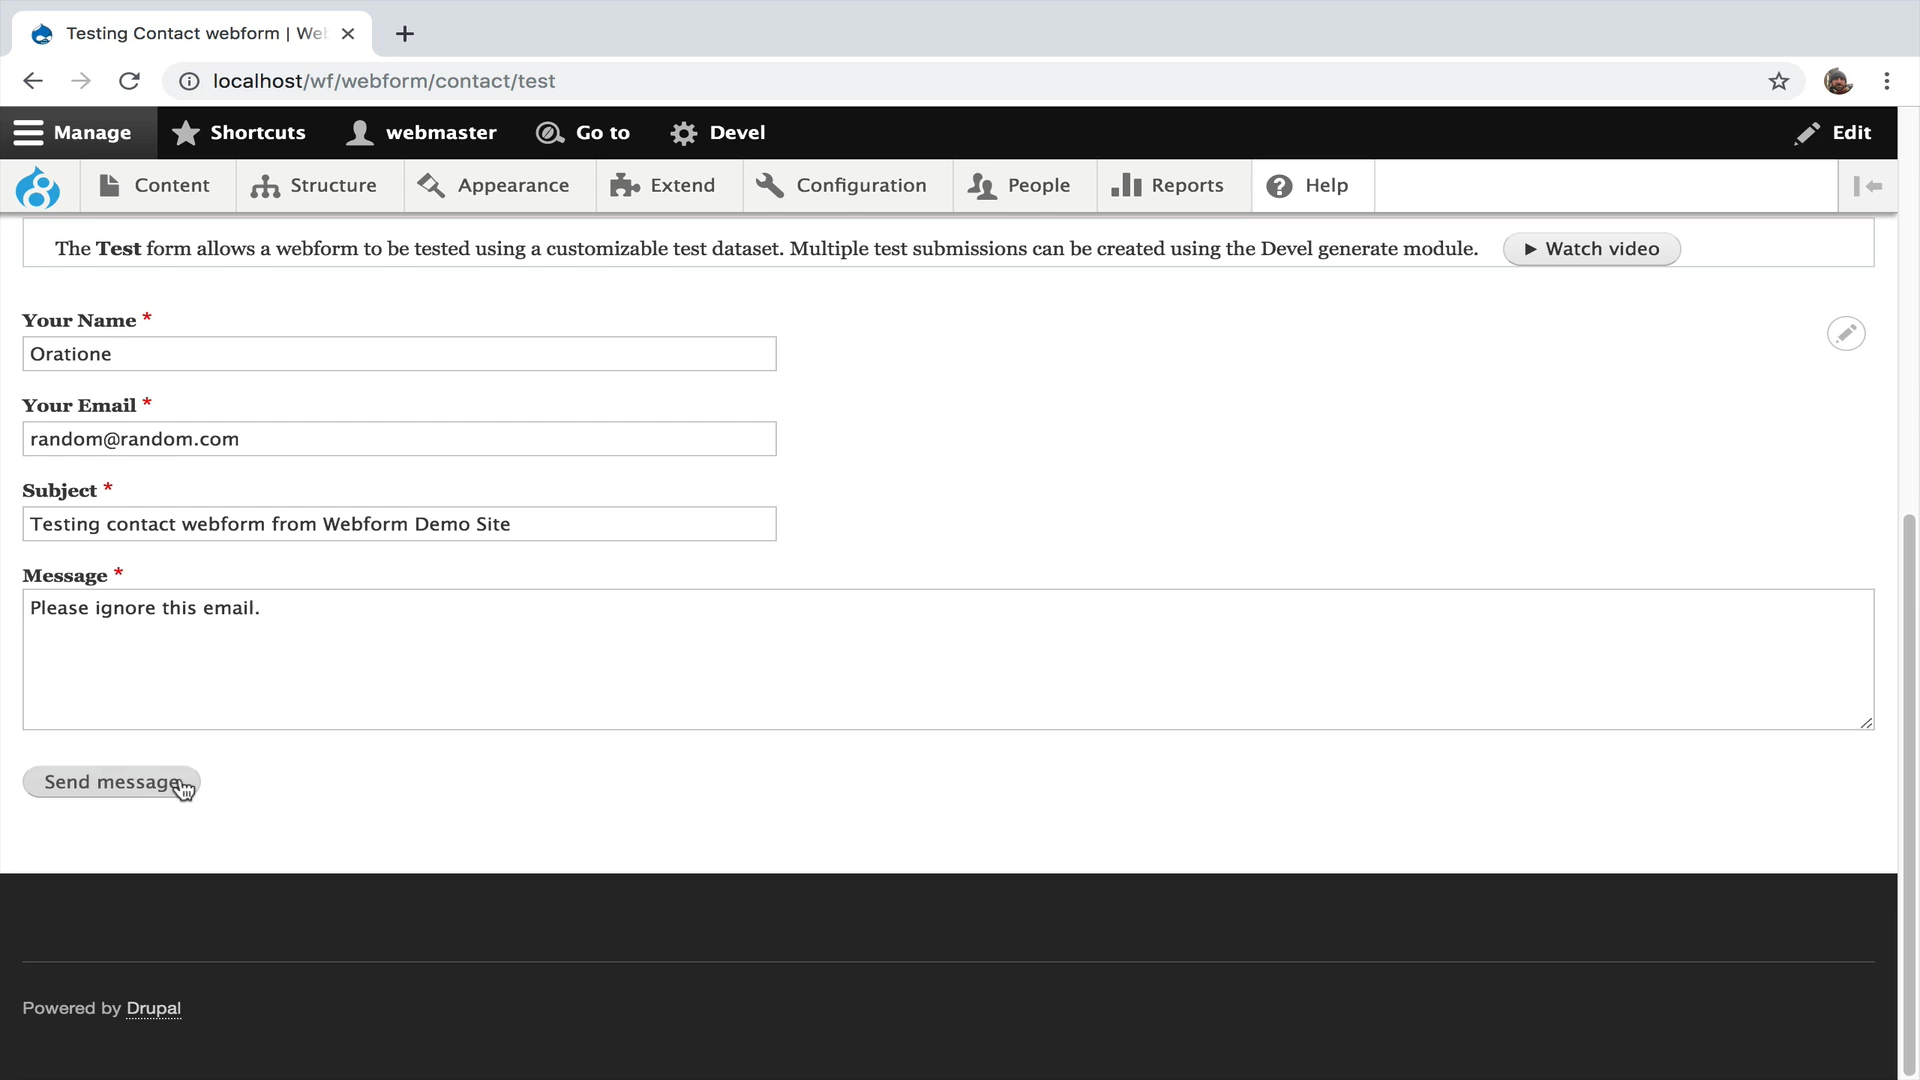 Testing Contact webform | We
localhost/wf/webform/contact/test
Manage Shortcuts webmaster Go to Devel Edit
Content Structure Appearance Extend Configuration People Reports Help
The Test form allows a webform to be tested using a customizable test dataset. Multiple test submissions can be created using the Devel generate module. ► Watch video
Your Name *
Oratione
Your Email *
random@random.com
Subject *
Testing contact webform from Webform Demo Site
Message *
Please ignore this email.
Send message
Powered by Drupal